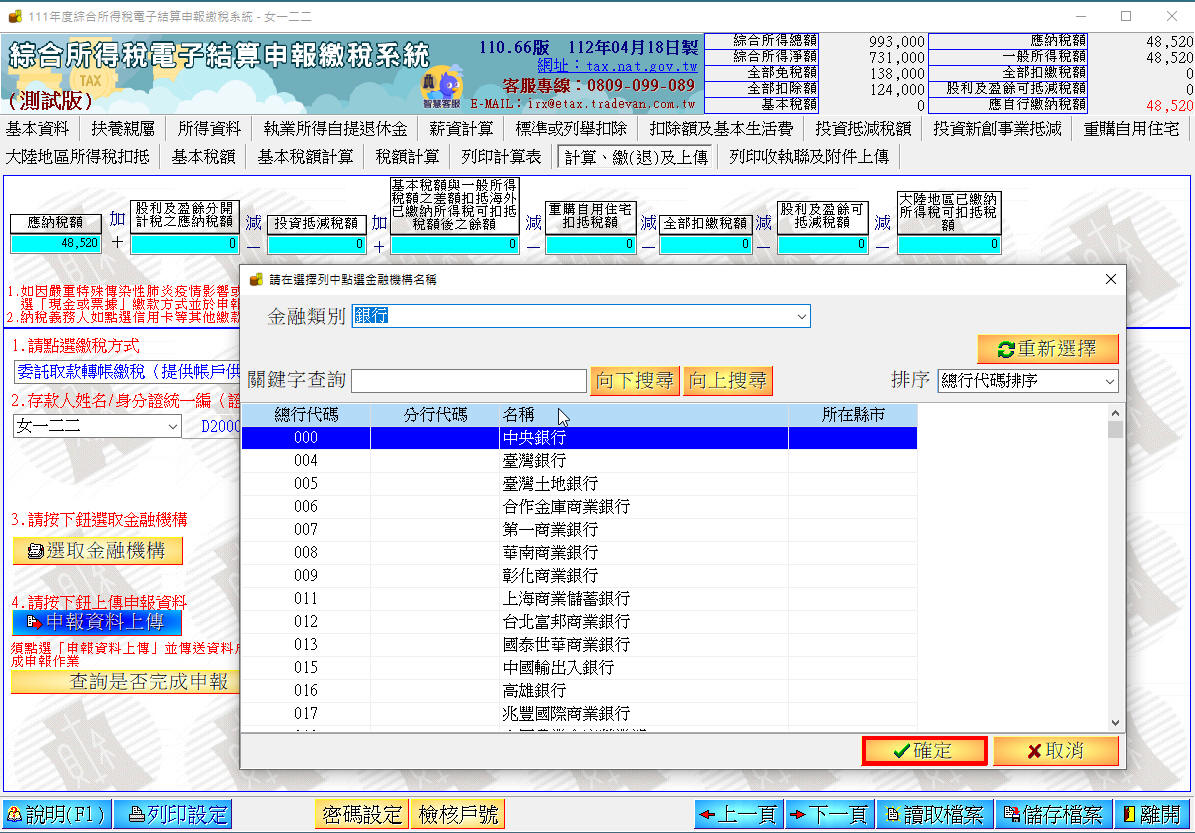 111年度綜合所得稅電子結算申報繳稅系統 - 女一二二
綜合所得稅電子結算申報繳稅系統
TAX
(測試版)
智慧客服
110.66版 112年04月18日製
網址：tax.nat.gov.tw
客服專線：0809-099-089
E-MAIL：irx@etax.tradevan.com.tw
綜合所得總額 993,000 應納稅額 48,520
綜合所得淨額 731,000 一般所得稅額 48,520
全部免稅額 138,000 全部扣繳稅額 0
全部扣除額 124,000 股利及盈餘可抵減稅額 0
基本稅額 0 應自行繳納稅額 48,520
基本資料 扶養親屬 所得資料 執業所得自提退休金 薪資計算 標準或列舉扣除 扣除額及基本生活費 投資抵減稅額 投資新創事業抵減 重購自用住宅
大陸地區所得稅扣抵 基本稅額 基本稅額計算 稅額計算 列印計算表 計算、繳(退)及上傳 列印收執聯及附件上傳
應納稅額
48,520
加
+
股利及盈餘分開
計稅之應納稅額
0
減
—
投資抵減稅額
0
加
+
基本稅額與一般所得
稅額之差額扣抵海外
已繳納所得稅可扣抵
稅額後之餘額
0
減
—
重購自用住宅
扣抵稅額
0
減
—
全部扣繳稅額
0
減
—
股利及盈餘可
抵減稅額
0
減
—
大陸地區已繳納
所得稅可扣抵稅
額
0
1.如因嚴重特殊傳染性肺炎疫情影響或
選「現金或票據」繳款方式並於申報
2.納稅義務人如點選信用卡等其他繳款
1.請點選繳稅方式
委託取款轉帳繳稅（提供帳戶供
2.存款人姓名/身分證統一編（證
女一二二 D2000
3.請按下鈕選取金融機構
選取金融機構
4.請按下鈕上傳申報資料
申報資料上傳
須點選「申報資料上傳」並傳送資料
成申報作業
查詢是否完成申報
請在選擇列中點選金融機構名稱
金融類別 銀行
重新選擇
關鍵字查詢 向下搜尋 向上搜尋 排序 總行代碼排序
總行代碼 分行代碼 名稱 所在縣市
000 中央銀行
004 臺灣銀行
005 臺灣土地銀行
006 合作金庫商業銀行
007 第一商業銀行
008 華南商業銀行
009 彰化商業銀行
011 上海商業儲蓄銀行
012 台北富邦商業銀行
013 國泰世華商業銀行
015 中國輸出入銀行
016 高雄銀行
017 兆豐國際商業銀行
確定 取消
說明(F1) 列印設定 密碼設定 檢核戶號 上一頁 下一頁 讀取檔案 儲存檔案 離開